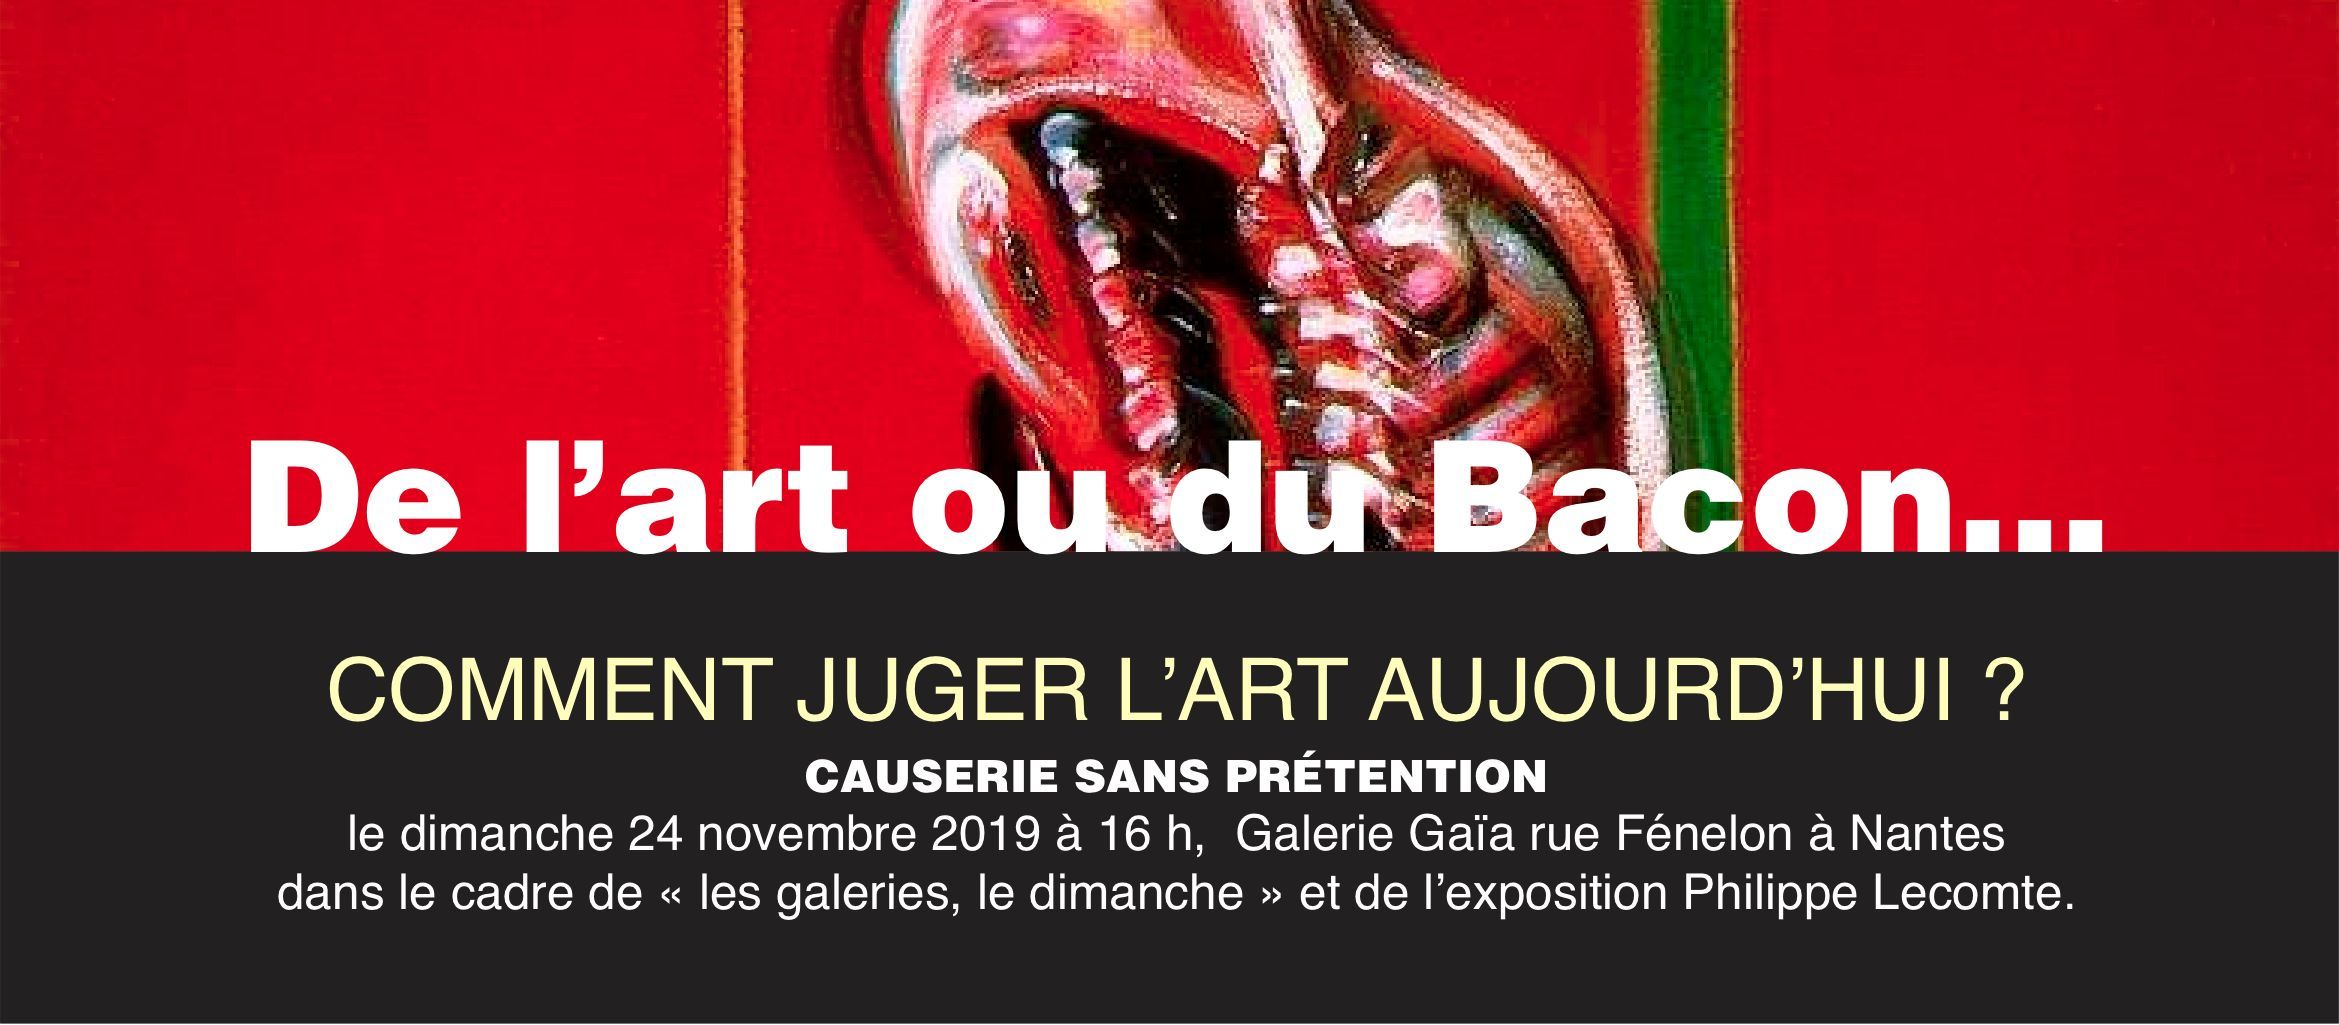 De l’art ou du Bacon...
COMMENT JUGER L’ART AUJOURD’HUI ?
CAUSERIE SANS PRÉTENTION
le dimanche 24 novembre 2019 à 16 h,  Galerie Gaïa rue Fénelon à Nantes
dans le cadre de « les galeries, le dimanche » et de l’exposition Philippe Lecomte.